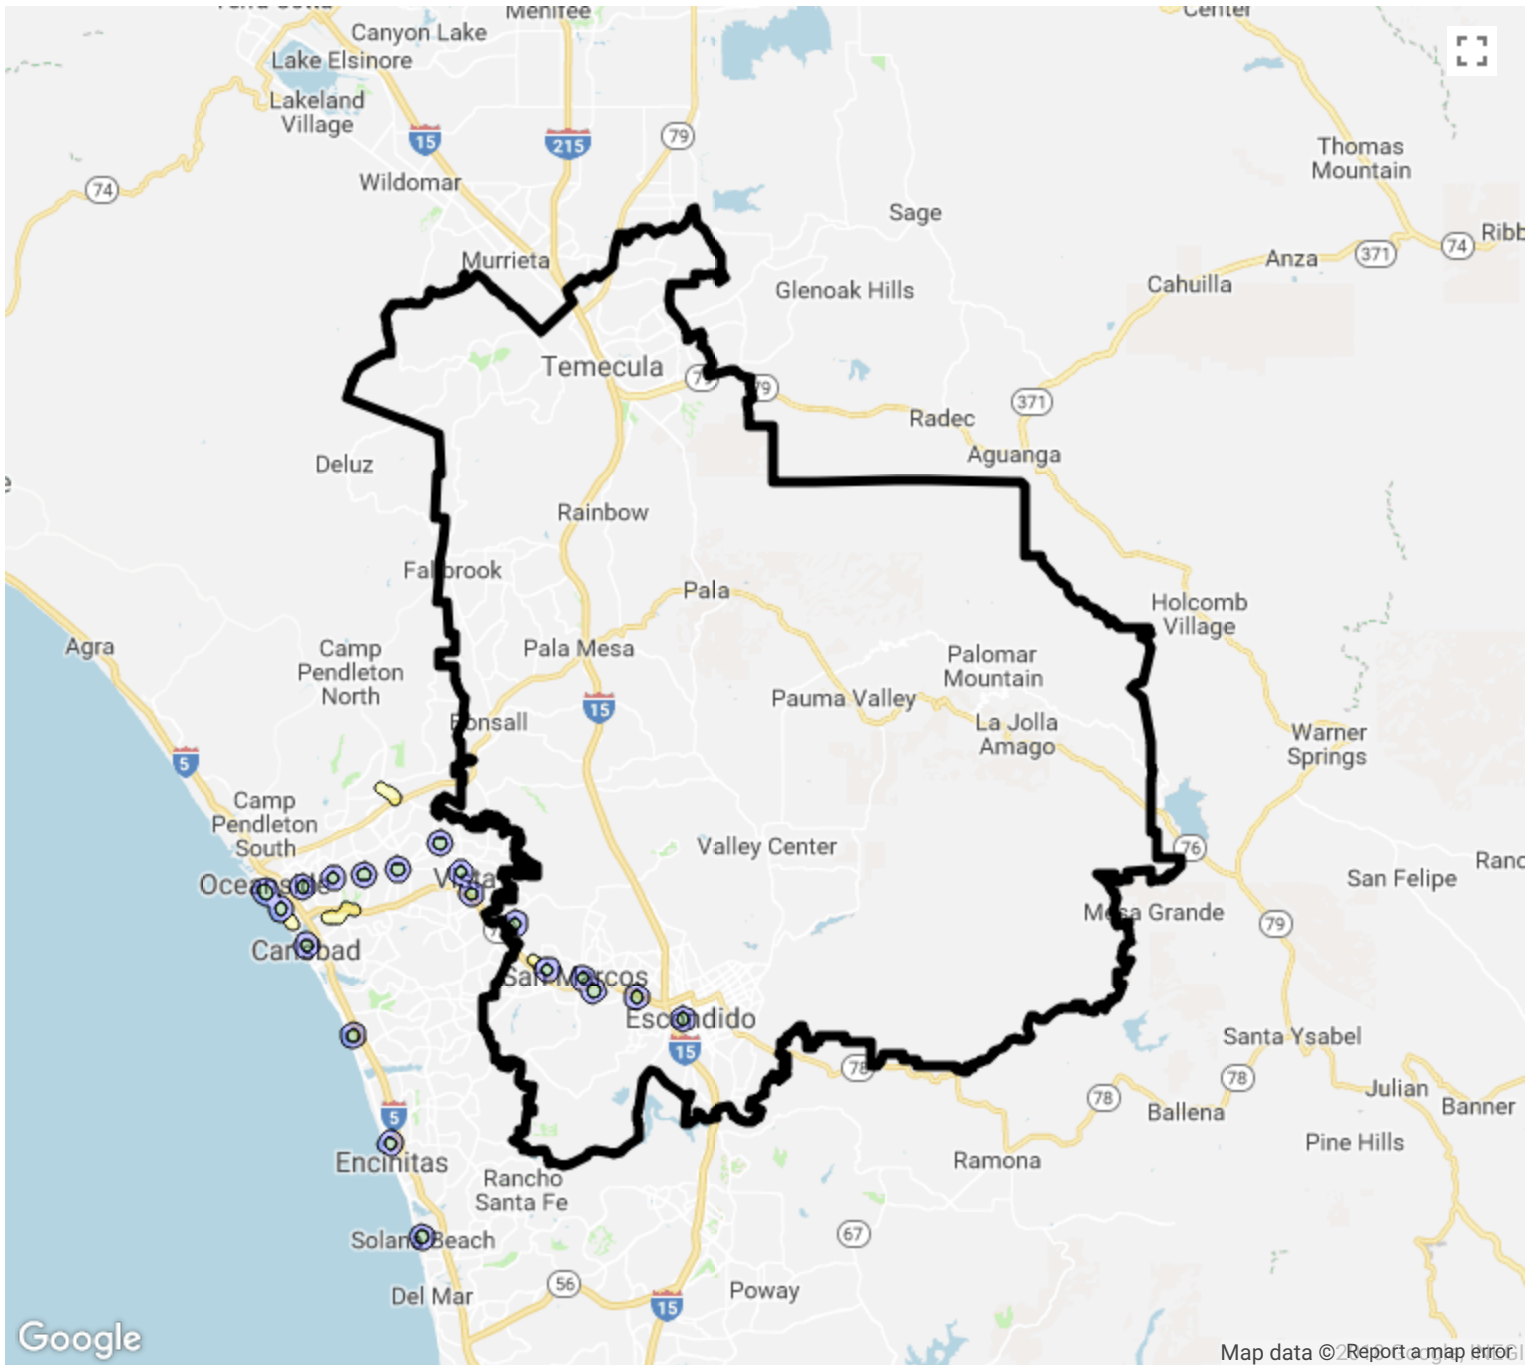 Menifee
Center
Canyon Lake
Lake Elsinore
Lakeland
Village
15
215
79
Thomas
Mountain
Wildomar
74
Sage
Ribb
74
371
Anza
Murrieta
Cahuilla
Glenoak Hills
Temecula
79
79
371
Radec
Aguanga
Deluz
Rainbow
Fallbrook
Pala
Holcomb
Village
Agra
Camp
Pendleton
North
Pala Mesa
Palomar
Mountain
Pauma Valley
15
Bonsall
La Jolla
Amago
Warner
Springs
5
Camp
Pendleton
South
Valley Center
76
Ranc
San Felipe
Oceanside
Vista
Mesa Grande
79
Carlsbad
San Marcos
Escondido
15
Santa Ysabel
78
78
78
Julian
Banner
Ballena
5
Pine Hills
Encinitas
Ramona
Rancho
Santa Fe
Solana Beach
67
56
Poway
Del Mar
15
Google
Map data ©
Report a map error